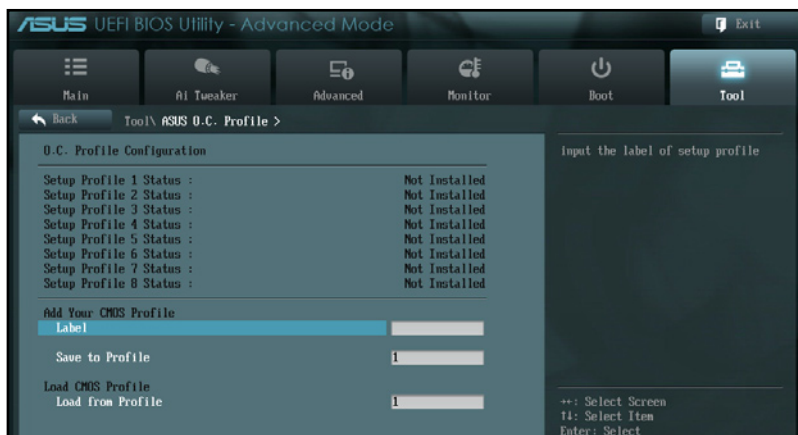 ASUS UEFI BIOS Utility - Advanced Mode
Exit
Main Ai Tweaker Advanced Monitor Boot Tool
Back Tool\ ASUS O.C. Profile >
O.C. Profile Configuration
Setup Profile 1 Status : Not Installed
Setup Profile 2 Status : Not Installed
Setup Profile 3 Status : Not Installed
Setup Profile 4 Status : Not Installed
Setup Profile 5 Status : Not Installed
Setup Profile 6 Status : Not Installed
Setup Profile 7 Status : Not Installed
Setup Profile 8 Status : Not Installed
Add Your CMOS Profile
Label
Save to Profile 1
Load CMOS Profile
Load from Profile 1
input the label of setup profile
→←: Select Screen
↑↓: Select Item
Enter: Select